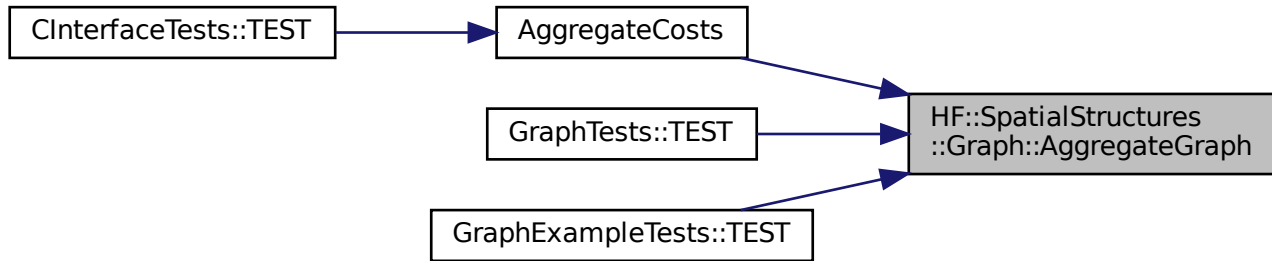 CInterfaceTests::TEST
AggregateCosts
HF::SpatialStructures
::Graph::AggregateGraph
GraphTests::TEST
GraphExampleTests::TEST